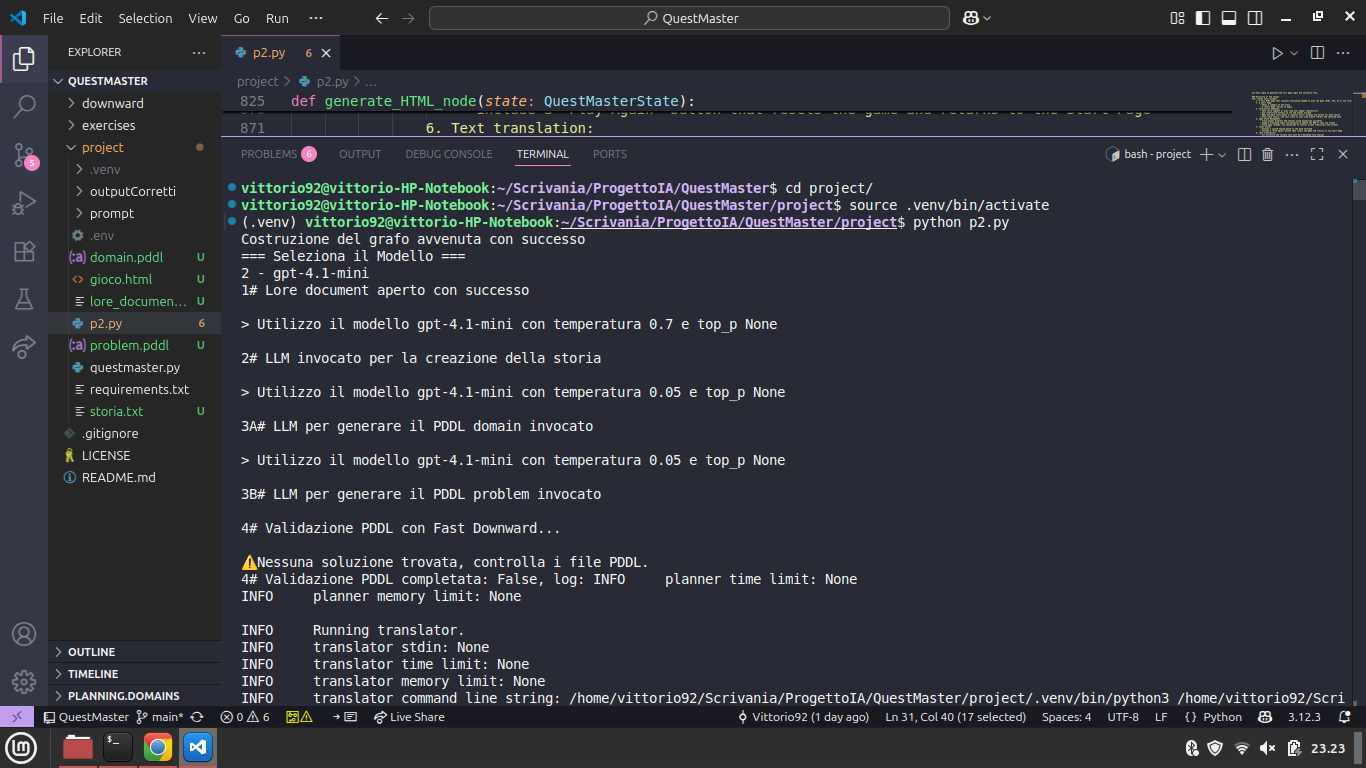 File Edit Selection View Go Run ··· QuestMaster
EXPLORER ···
QUESTMASTER
downward
exercises
project
.venv
outputCorretti
prompt
.env
domain.pddl U
gioco.html U
lore_documen... U
p2.py 6
problem.pddl U
questmaster.py
requirements.txt
storia.txt U
.gitignore
LICENSE
README.md
OUTLINE
TIMELINE
PLANNING.DOMAINS
5
p2.py 6
project > p2.py > ...
825 def generate_HTML_node(state: QuestMasterState):
871 6. Text translation:
PROBLEMS 6 OUTPUT DEBUG CONSOLE TERMINAL PORTS bash - project
vittorio92@vittorio-HP-Notebook:~/Scrivania/ProgettoIA/QuestMaster$ cd project/
vittorio92@vittorio-HP-Notebook:~/Scrivania/ProgettoIA/QuestMaster/project$ source .venv/bin/activate
(.venv) vittorio92@vittorio-HP-Notebook:~/Scrivania/ProgettoIA/QuestMaster/project$ python p2.py
Costruzione del grafo avvenuta con successo
=== Seleziona il Modello ===
2 - gpt-4.1-mini
1# Lore document aperto con successo
> Utilizzo il modello gpt-4.1-mini con temperatura 0.7 e top_p None
2# LLM invocato per la creazione della storia
> Utilizzo il modello gpt-4.1-mini con temperatura 0.05 e top_p None
3A# LLM per generare il PDDL domain invocato
> Utilizzo il modello gpt-4.1-mini con temperatura 0.05 e top_p None
3B# LLM per generare il PDDL problem invocato
4# Validazione PDDL con Fast Downward...
⚠️Nessuna soluzione trovata, controlla i file PDDL.
4# Validazione PDDL completata: False, log: INFO planner time limit: None
INFO planner memory limit: None
INFO Running translator.
INFO translator stdin: None
INFO translator time limit: None
INFO translator memory limit: None
INFO translator command line string: /home/vittorio92/Scrivania/ProgettoIA/QuestMaster/project/.venv/bin/python3 /home/vittorio92/Scri
QuestMaster main* 0 6 Live Share Vittorio92 (1 day ago) Ln 31, Col 40 (17 selected) Spaces: 4 UTF-8 LF {} Python 3.12.3
23.23